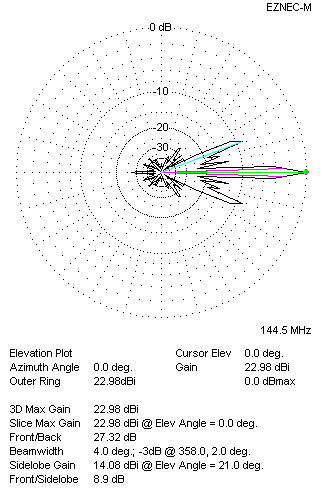 EZNEC-M
0 dB
-10
-20
-30
144.5 MHz
Elevation Plot Cursor Elev 0.0 deg.
Azimuth Angle 0.0 deg. Gain 22.98 dBi
Outer Ring 22.98dBi 0.0 dBmax
3D Max Gain 22.98 dBi
Slice Max Gain 22.98 dBi @ Elev Angle = 0.0 deg.
Front/Back 27.32 dB
Beamwidth 4.0 deg.; -3dB @ 358.0, 2.0 deg.
Sidelobe Gain 14.08 dBi @ Elev Angle = 21.0 deg.
Front/Sidelobe 8.9 dB